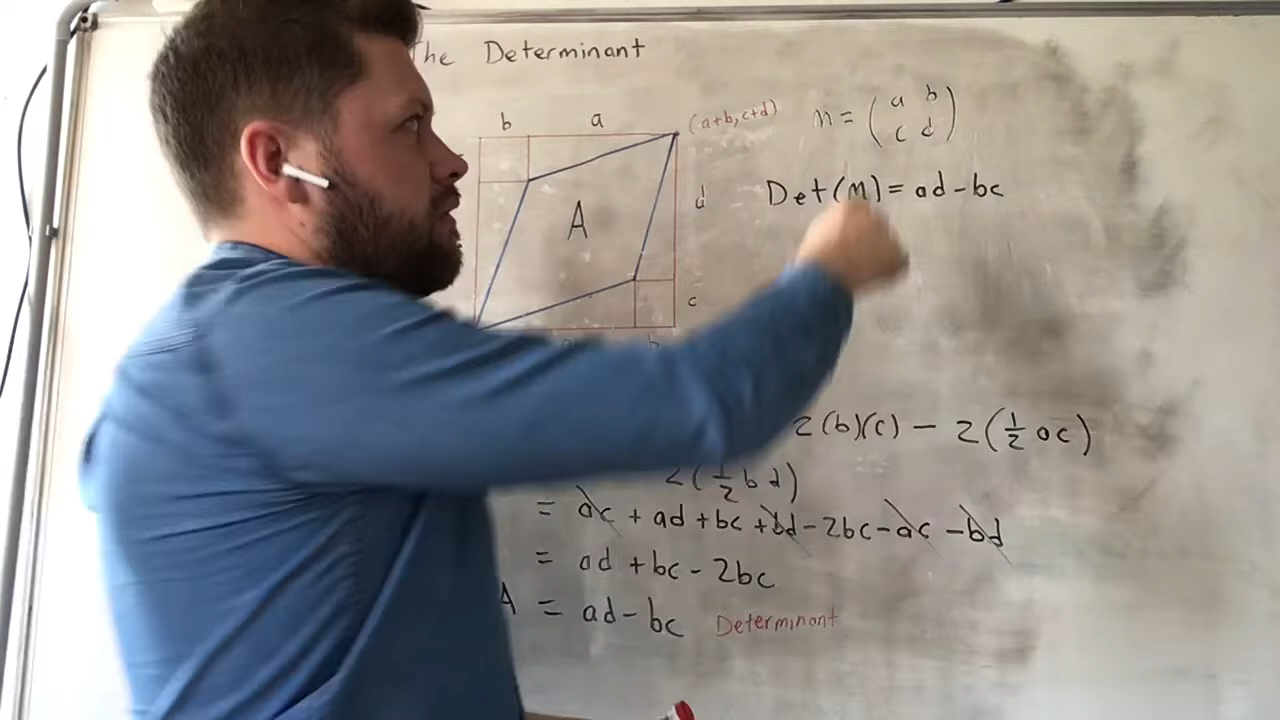 The Determinant
b a (a+b, c+d)
M = (a b
c d)
Det(M) = ad - bc
A
d
c
b
2(b)(c) - 2(1/2 ac)
2(1/2 bd)
= ac + ad + bc + bd - 2bc - ac - bd
= ad + bc - 2bc
A = ad - bc Determinant